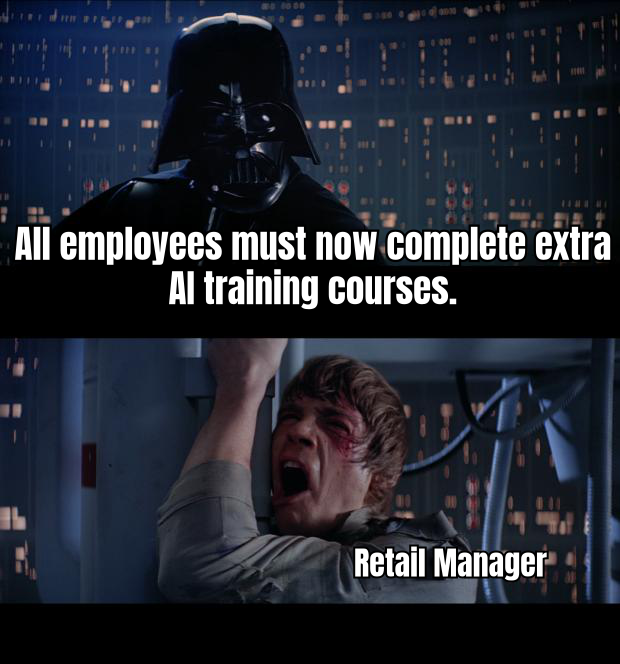 All employees must now complete extra
AI training courses.
Retail Manager